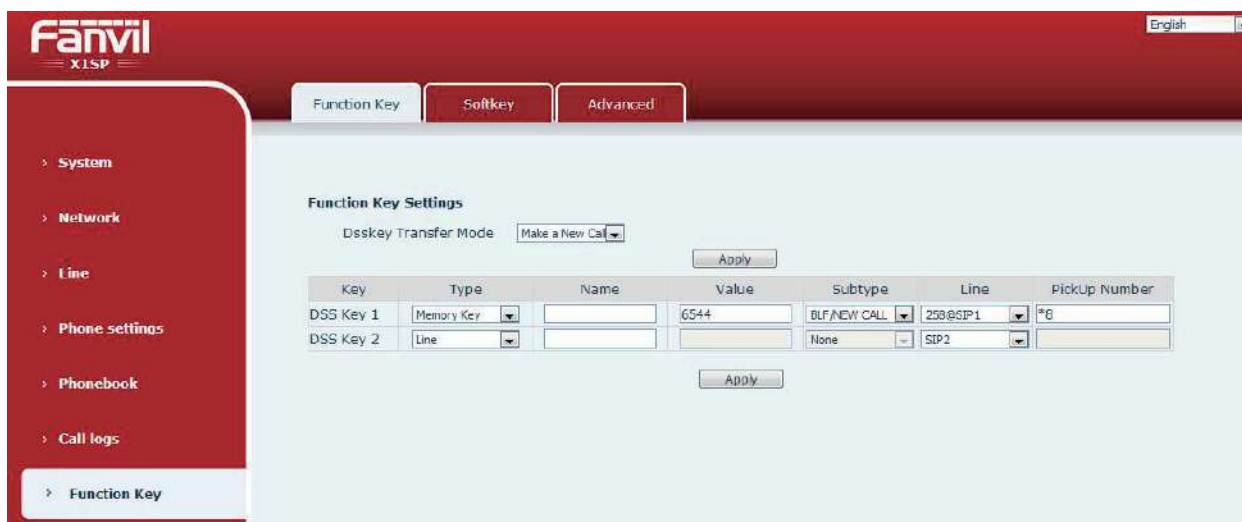 Fanvil
X1SP
English
Function Key Softkey Advanced
› System
› Network
› Line
› Phone settings
› Phonebook
› Call logs
› Function Key
Function Key Settings
Dsskey Transfer Mode Make a New Cal
Apply
Key Type Name Value Subtype Line PickUp Number
DSS Key 1 Memory Key 6544 BLF/NEW CALL 258@SIP1 *8
DSS Key 2 Line None SIP2
Apply